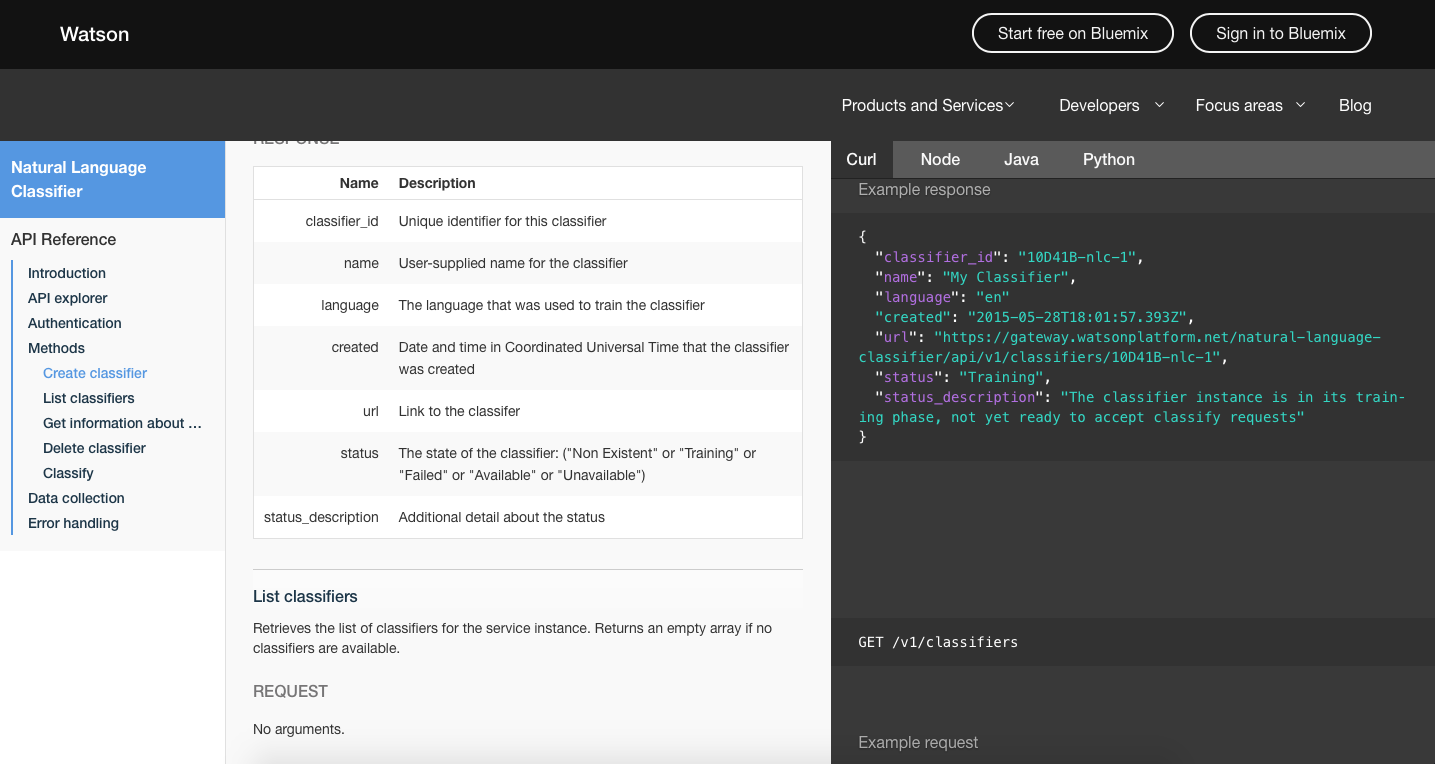 Watson
Start free on Bluemix
Sign in to Bluemix
Products and Services
Developers
Focus areas
Blog
Natural Language
Classifier
API Reference
Introduction
API explorer
Authentication
Methods
Create classifier
List classifiers
Get information about ...
Delete classifier
Classify
Data collection
Error handling
RESPONSE
Name Description
classifier_id Unique identifier for this classifier
name User-supplied name for the classifier
language The language that was used to train the classifier
created Date and time in Coordinated Universal Time that the classifier
was created
url Link to the classifer
status The state of the classifier: ("Non Existent" or "Training" or
"Failed" or "Available" or "Unavailable")
status_description Additional detail about the status
List classifiers
Retrieves the list of classifiers for the service instance. Returns an empty array if no
classifiers are available.
REQUEST
No arguments.
Curl Node Java Python
Example response
{
"classifier_id": "10D41B-nlc-1",
"name": "My Classifier",
"language": "en"
"created": "2015-05-28T18:01:57.393Z",
"url": "https://gateway.watsonplatform.net/natural-language-
classifier/api/v1/classifiers/10D41B-nlc-1",
"status": "Training",
"status_description": "The classifier instance is in its train-
ing phase, not yet ready to accept classify requests"
}
GET /v1/classifiers
Example request